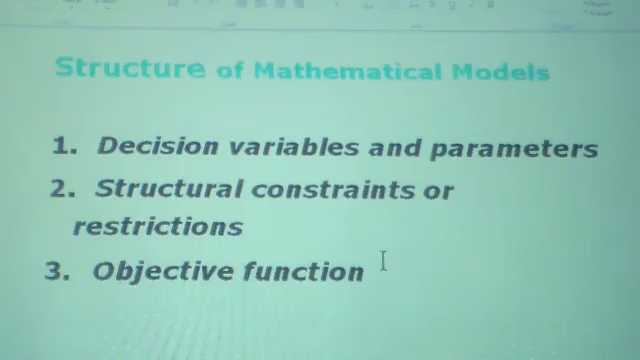 Structure of Mathematical Models
1. Decision variables and parameters
2. Structural constraints or
restrictions
3. Objective function